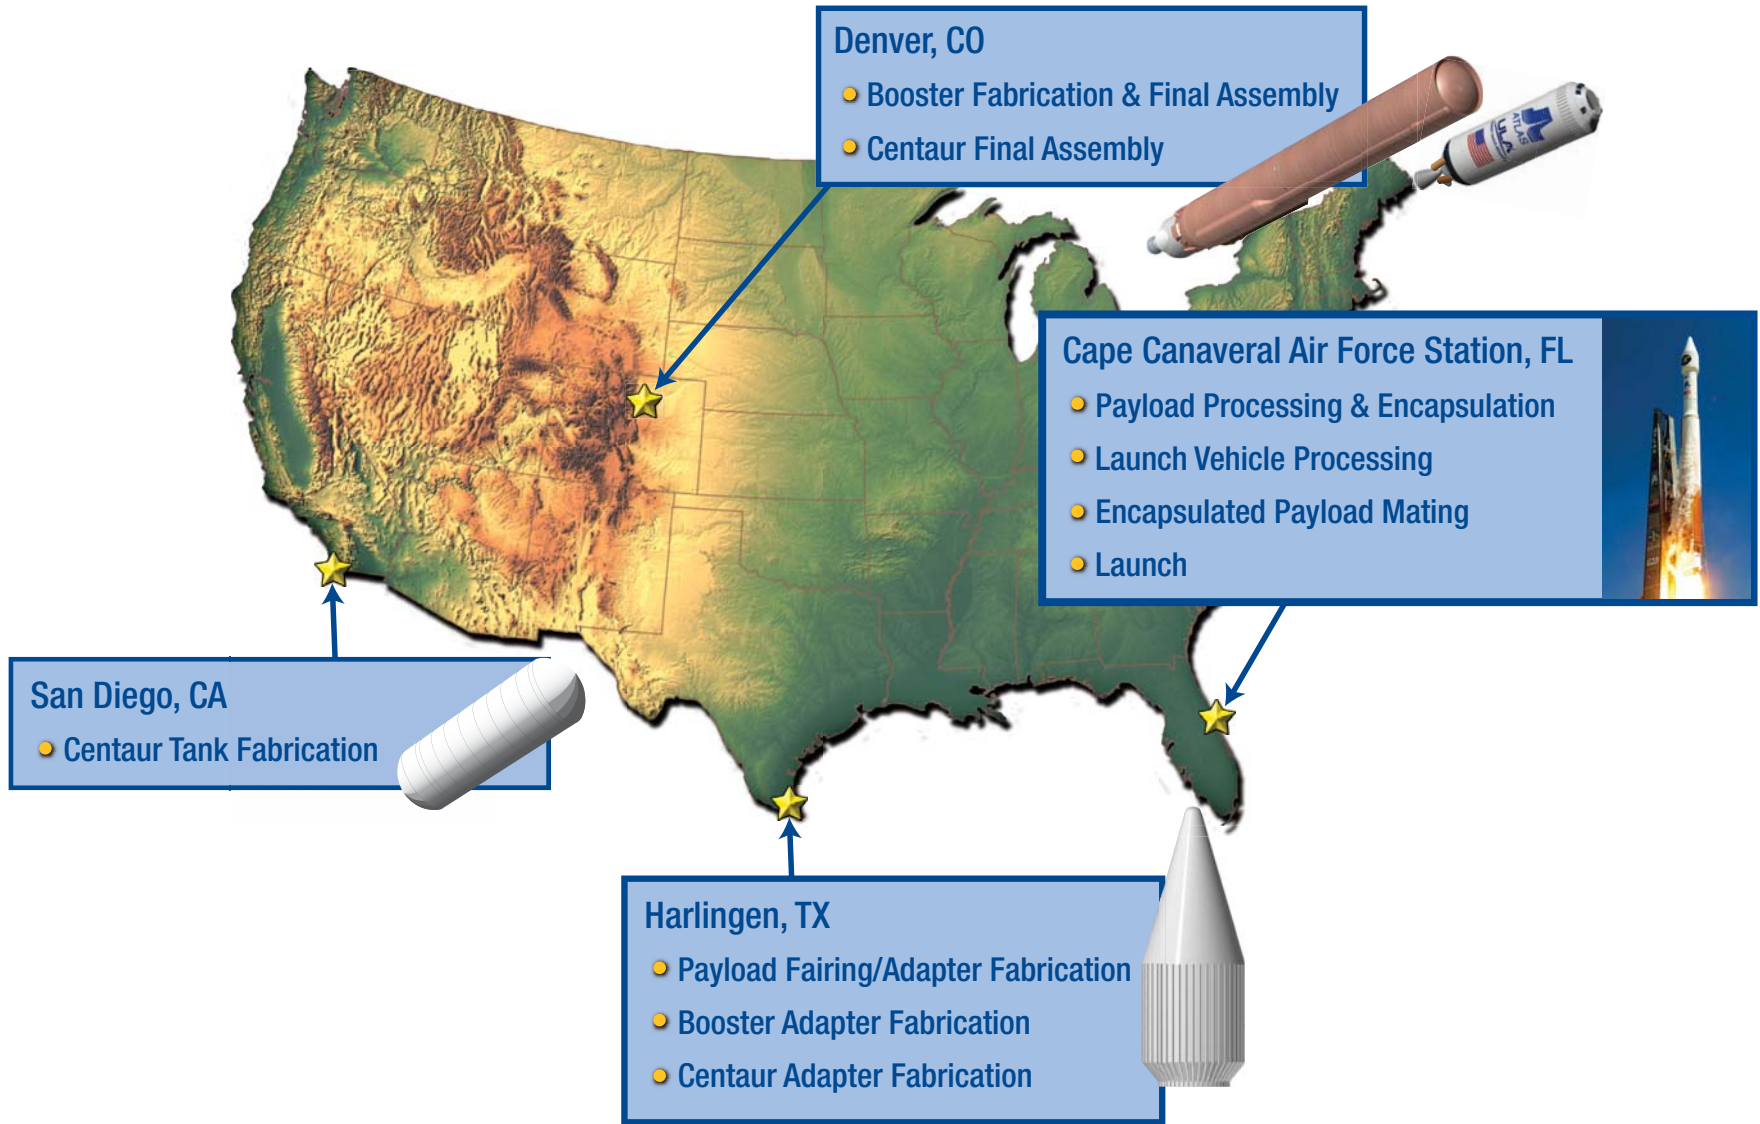 Denver, CO
Booster Fabrication & Final Assembly
Centaur Final Assembly
ATLAS
ULA
Cape Canaveral Air Force Station, FL
Payload Processing & Encapsulation
Launch Vehicle Processing
Encapsulated Payload Mating
Launch
San Diego, CA
Centaur Tank Fabrication
Harlingen, TX
Payload Fairing/Adapter Fabrication
Booster Adapter Fabrication
Centaur Adapter Fabrication